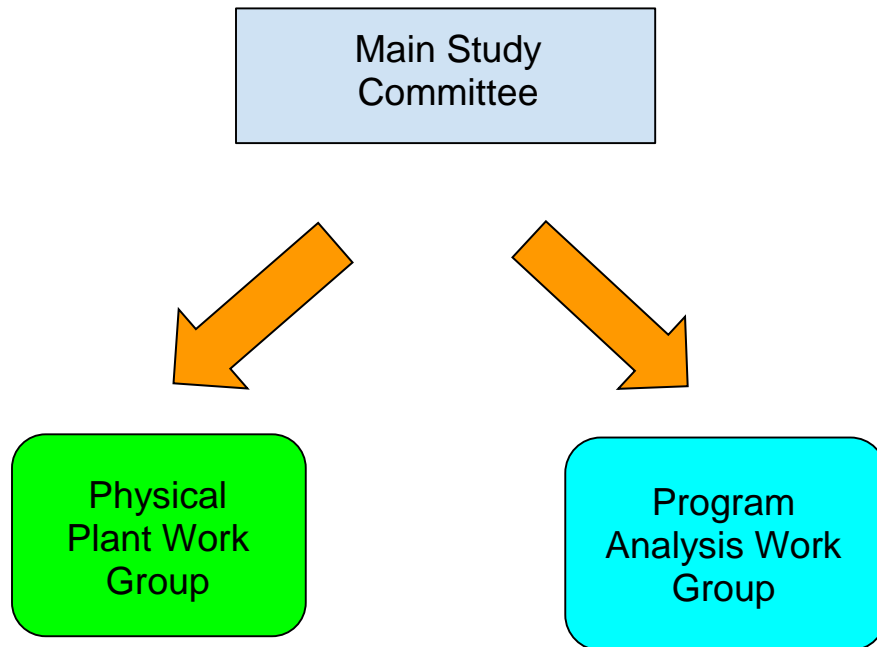 Main Study
Committee
Physical
Plant Work
Group
Program
Analysis Work
Group